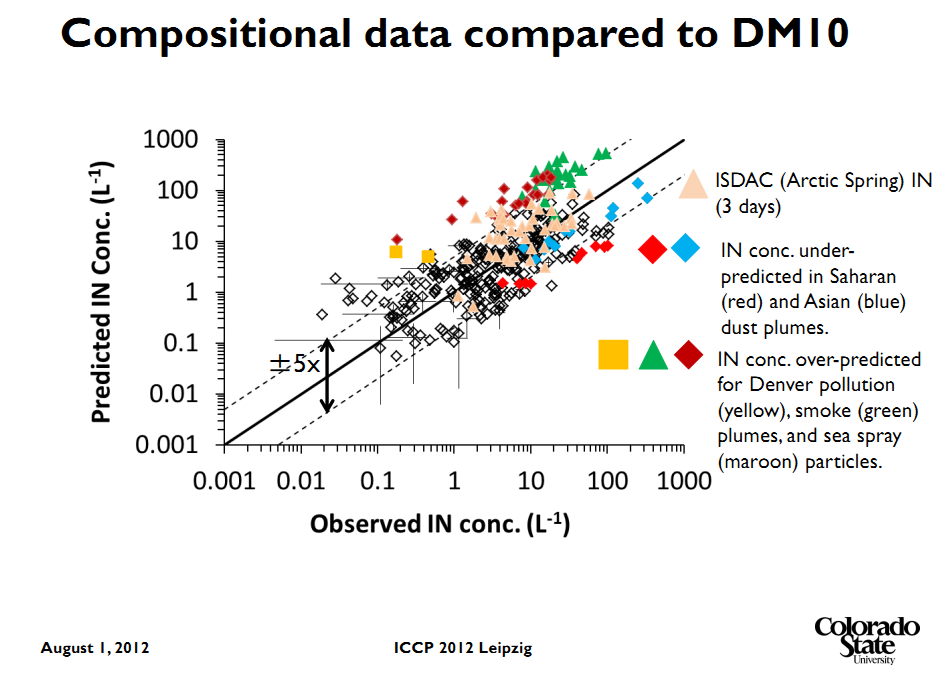 Compositional data compared to DM10
1000
100
10
1
0.1
0.01
0.001
Predicted IN Conc. (L-1)
±5x
0.001 0.01 0.1 1 10 100 1000
Observed IN conc. (L-1)
ISDAC (Arctic Spring) IN
(3 days)
IN conc. under-
predicted in Saharan
(red) and Asian (blue)
dust plumes.
IN conc. over-predicted
for Denver pollution
(yellow), smoke (green)
plumes, and sea spray
(maroon) particles.
August 1, 2012
ICCP 2012 Leipzig
Colorado
State
University